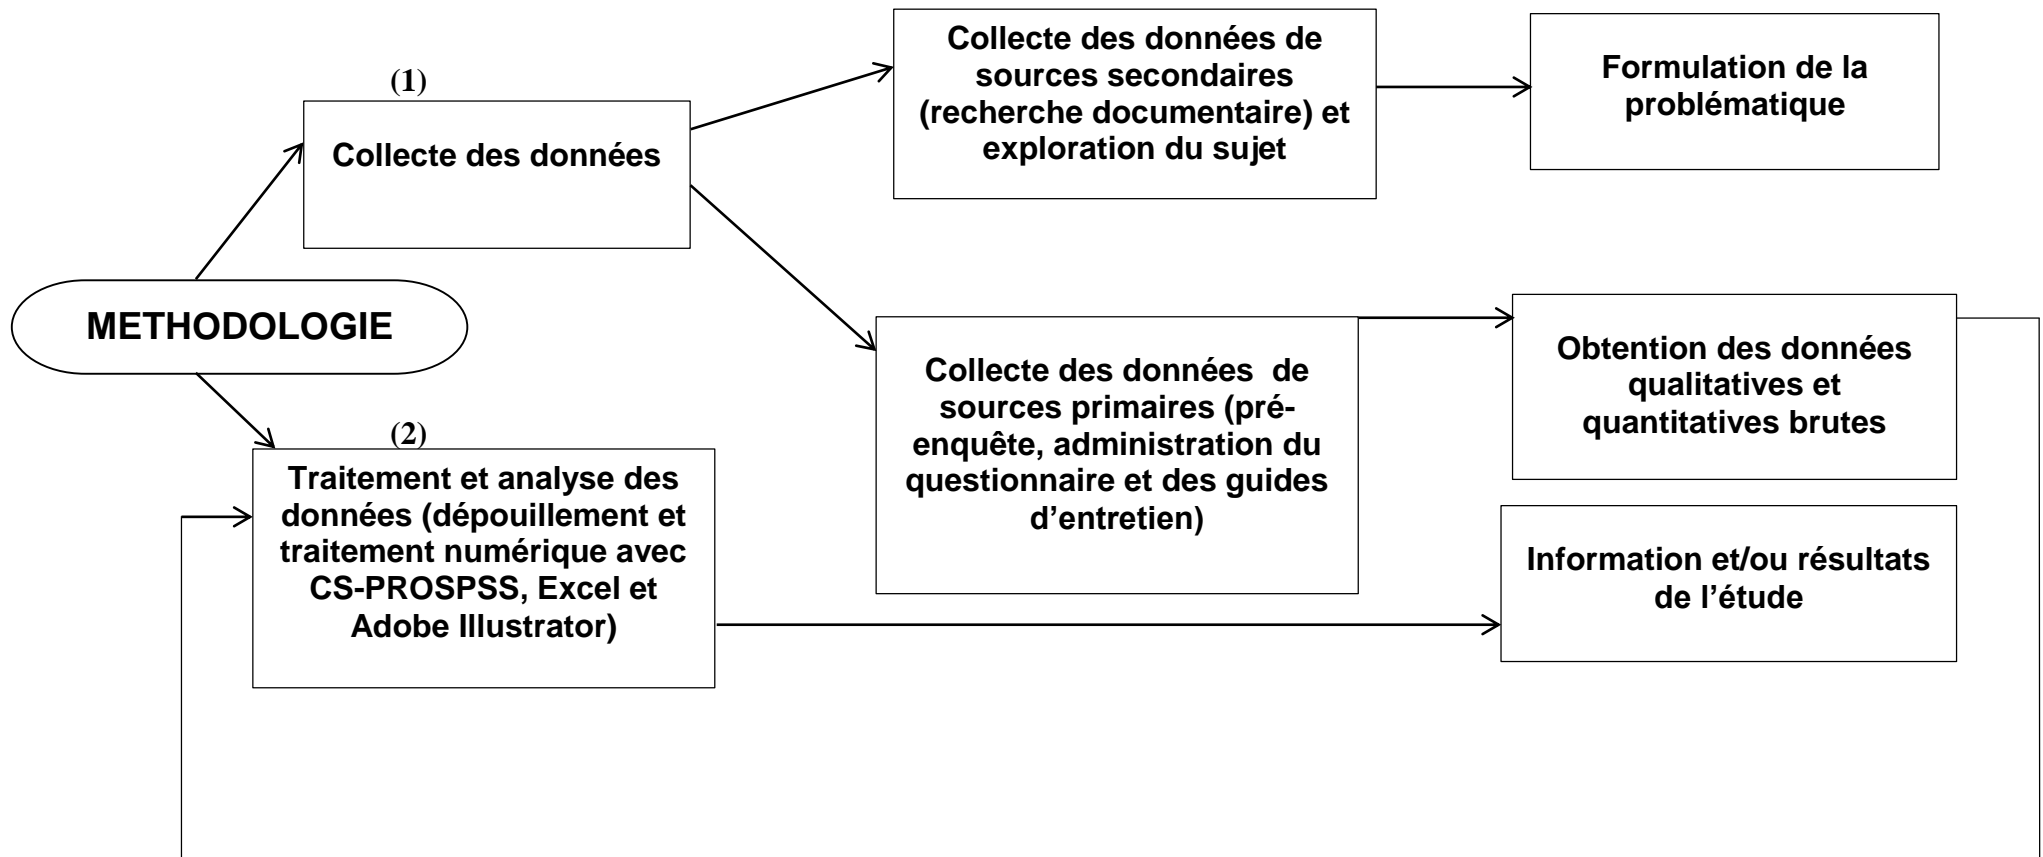 (1)
Collecte des données
Collecte des données de
sources secondaires
(recherche documentaire) et
exploration du sujet
Formulation de la
problématique
METHODOLOGIE
Collecte des données  de
sources primaires (pré-
enquête, administration du
questionnaire et des guides
d’entretien)
Obtention des données
qualitatives et
quantitatives brutes
(2)
Traitement et analyse des
données (dépouillement et
traitement numérique avec
CS-PROSPSS, Excel et
Adobe Illustrator)
Information et/ou résultats
de l’étude